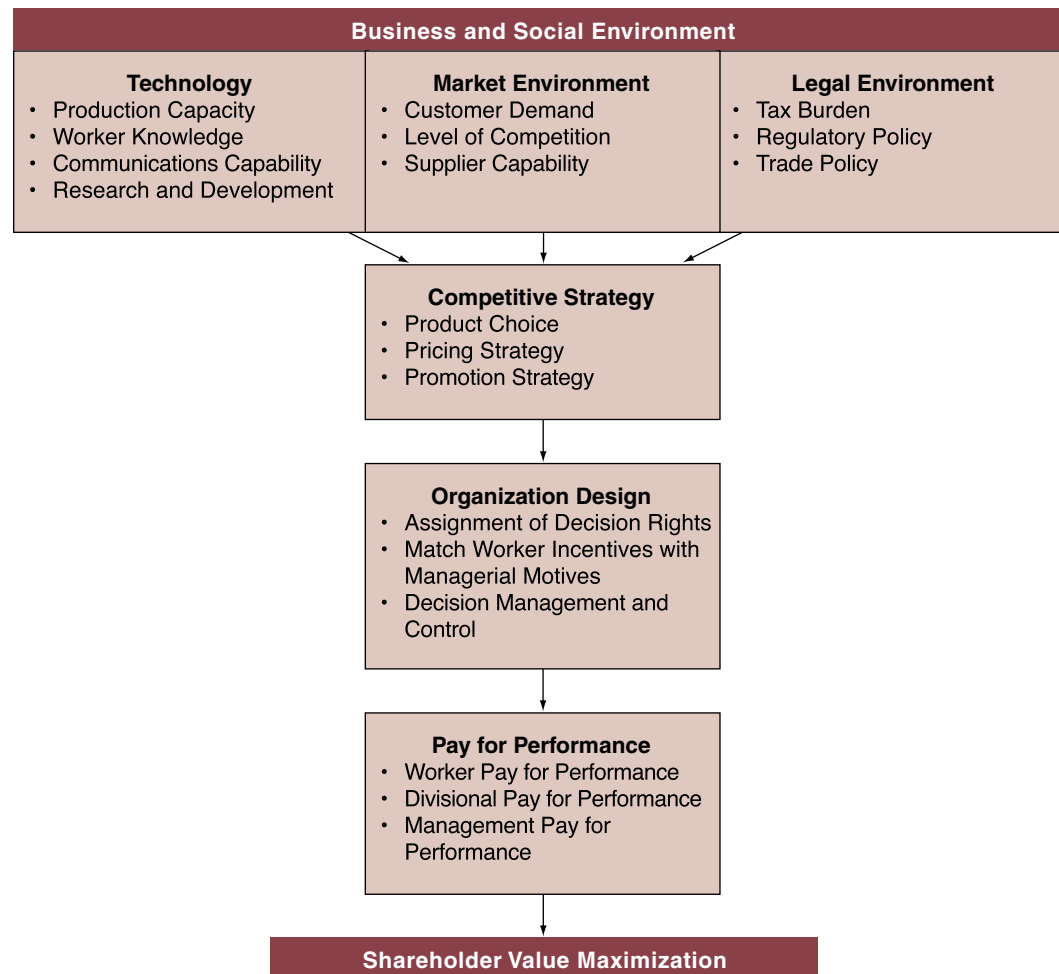 Business and Social Environment
Technology
• Production Capacity
• Worker Knowledge
• Communications Capability
• Research and Development
Market Environment
• Customer Demand
• Level of Competition
• Supplier Capability
Legal Environment
• Tax Burden
• Regulatory Policy
• Trade Policy
Competitive Strategy
• Product Choice
• Pricing Strategy
• Promotion Strategy
Organization Design
• Assignment of Decision Rights
• Match Worker Incentives with
Managerial Motives
• Decision Management and
Control
Pay for Performance
• Worker Pay for Performance
• Divisional Pay for Performance
• Management Pay for
Performance
Shareholder Value Maximization